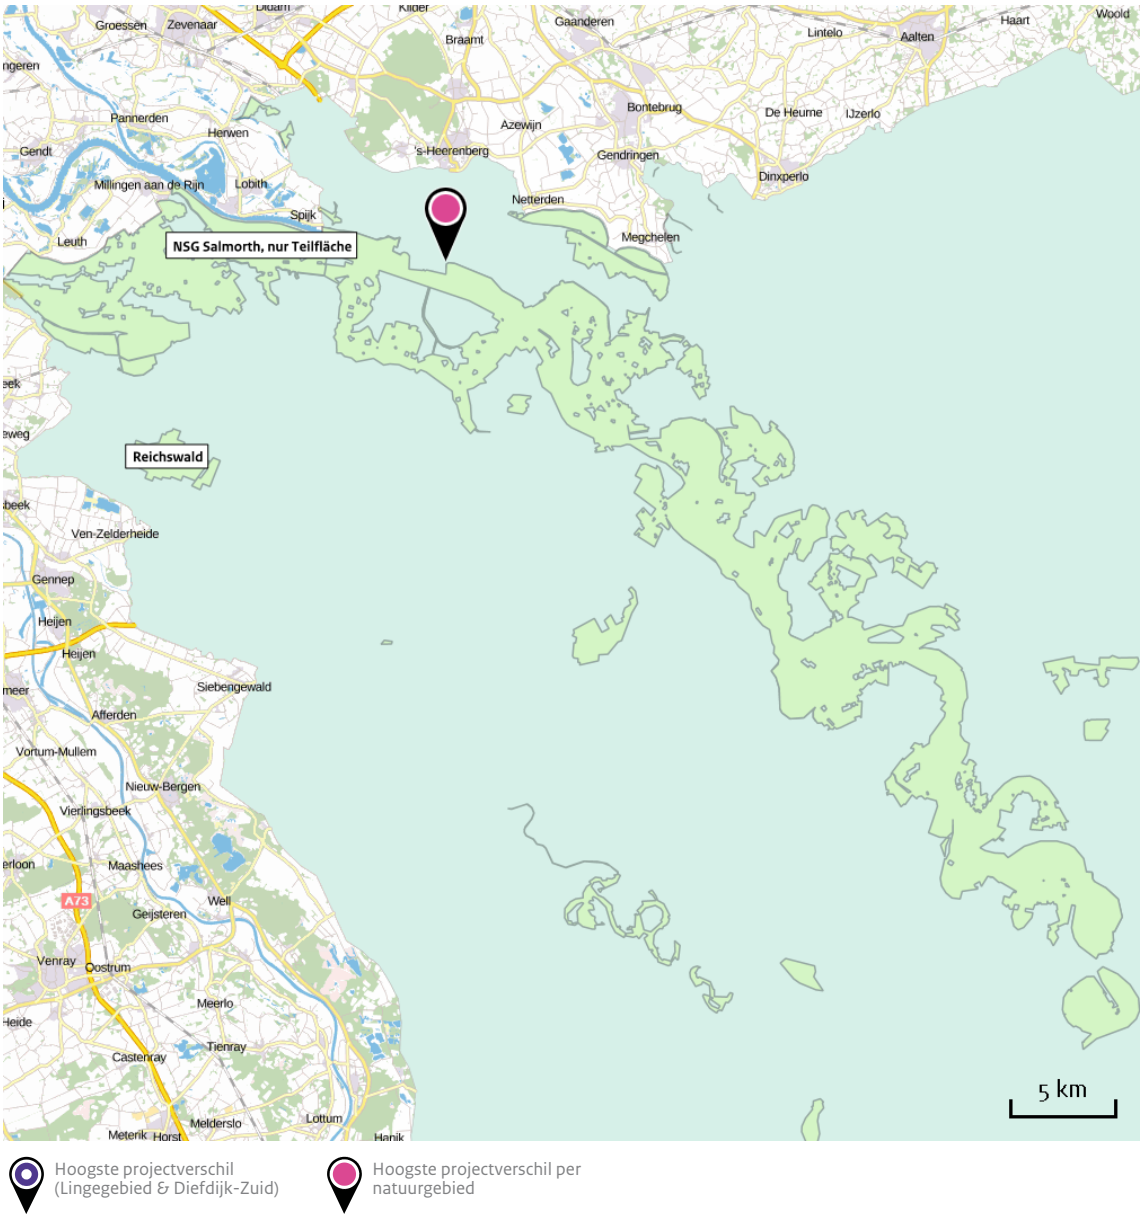 Didam
Kilder
Woold
Groessen
Zevenaar
Gaanderen
Haart
Braamt
Lintelo
Aalten
ngeren
Bontebrug
De Heurne
IJzerlo
Pannerden
Azewijn
Herwen
Gendt
's-Heerenberg
Gendringen
Dinxperlo
Millingen aan de Rijn
Lobith
Netterden
Spijk
Leuth
NSG Salmorth, nur Teilfläche
Megchelen
eek
eweg
Reichswald
sbeek
Ven-Zelderheide
Gennep
Heijen
Heijen
Siebengewald
meer
Afferden
Vortum-Mullem
Nieuw-Bergen
Vierlingsbeek
erloon
Maashees
A73
Well
Geijsteren
Venray
Oostrum
Meerlo
Heide
Tienray
Castenray
5 km
Lottum
Melderslo
Meterik
Horst
Hanik
Hoogste projectverschil
(Lingegebied & Diefdijk-Zuid)
Hoogste projectverschil per
natuurgebied